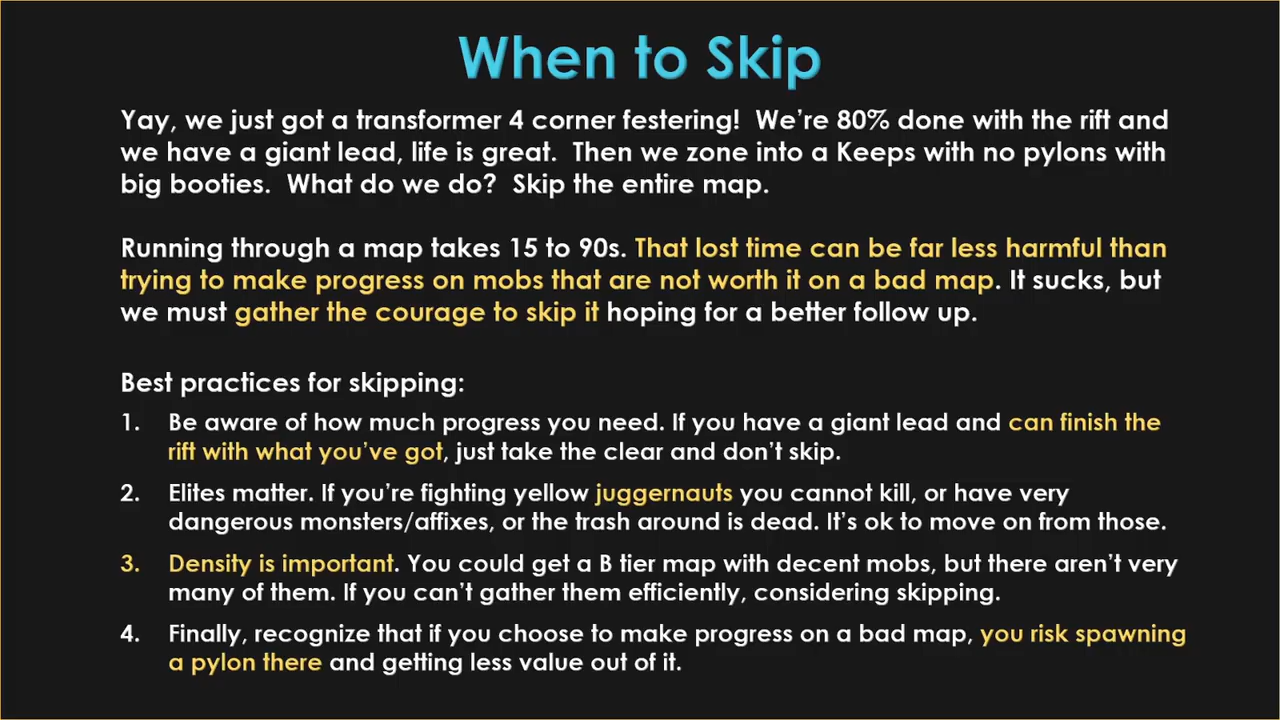 When to Skip
Yay, we just got a transformer 4 corner festering!  We're 80% done with the rift and
we have a giant lead, life is great.  Then we zone into a Keeps with no pylons with
big booties.  What do we do?  Skip the entire map.
Running through a map takes 15 to 90s. That lost time can be far less harmful than
trying to make progress on mobs that are not worth it on a bad map. It sucks, but
we must gather the courage to skip it hoping for a better follow up.
Best practices for skipping:
1. Be aware of how much progress you need. If you have a giant lead and can finish the
rift with what you've got, just take the clear and don't skip.
2. Elites matter. If you're fighting yellow juggernauts you cannot kill, or have very
dangerous monsters/affixes, or the trash around is dead. It's ok to move on from those.
3. Density is important. You could get a B tier map with decent mobs, but there aren't very
many of them. If you can't gather them efficiently, considering skipping.
4. Finally, recognize that if you choose to make progress on a bad map, you risk spawning
a pylon there and getting less value out of it.